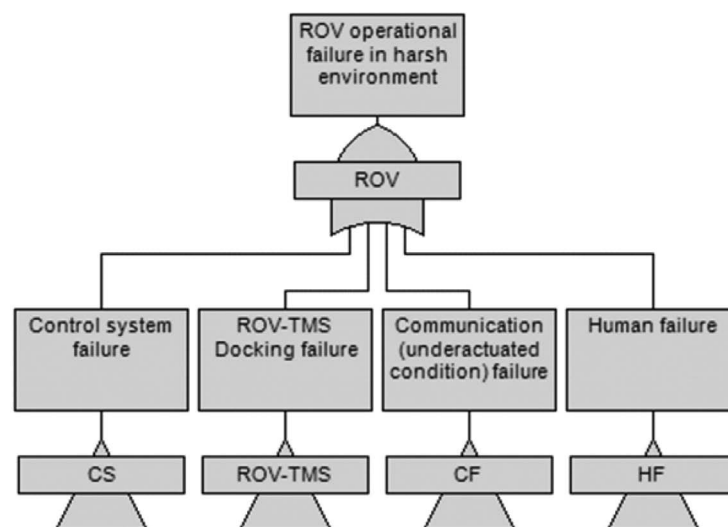 ROV operational
failure in harsh
environment
ROV
Control system
failure
ROV-TMS
Docking failure
Communication
(underactuated
condition) failure
Human failure
CS
ROV-TMS
CF
HF